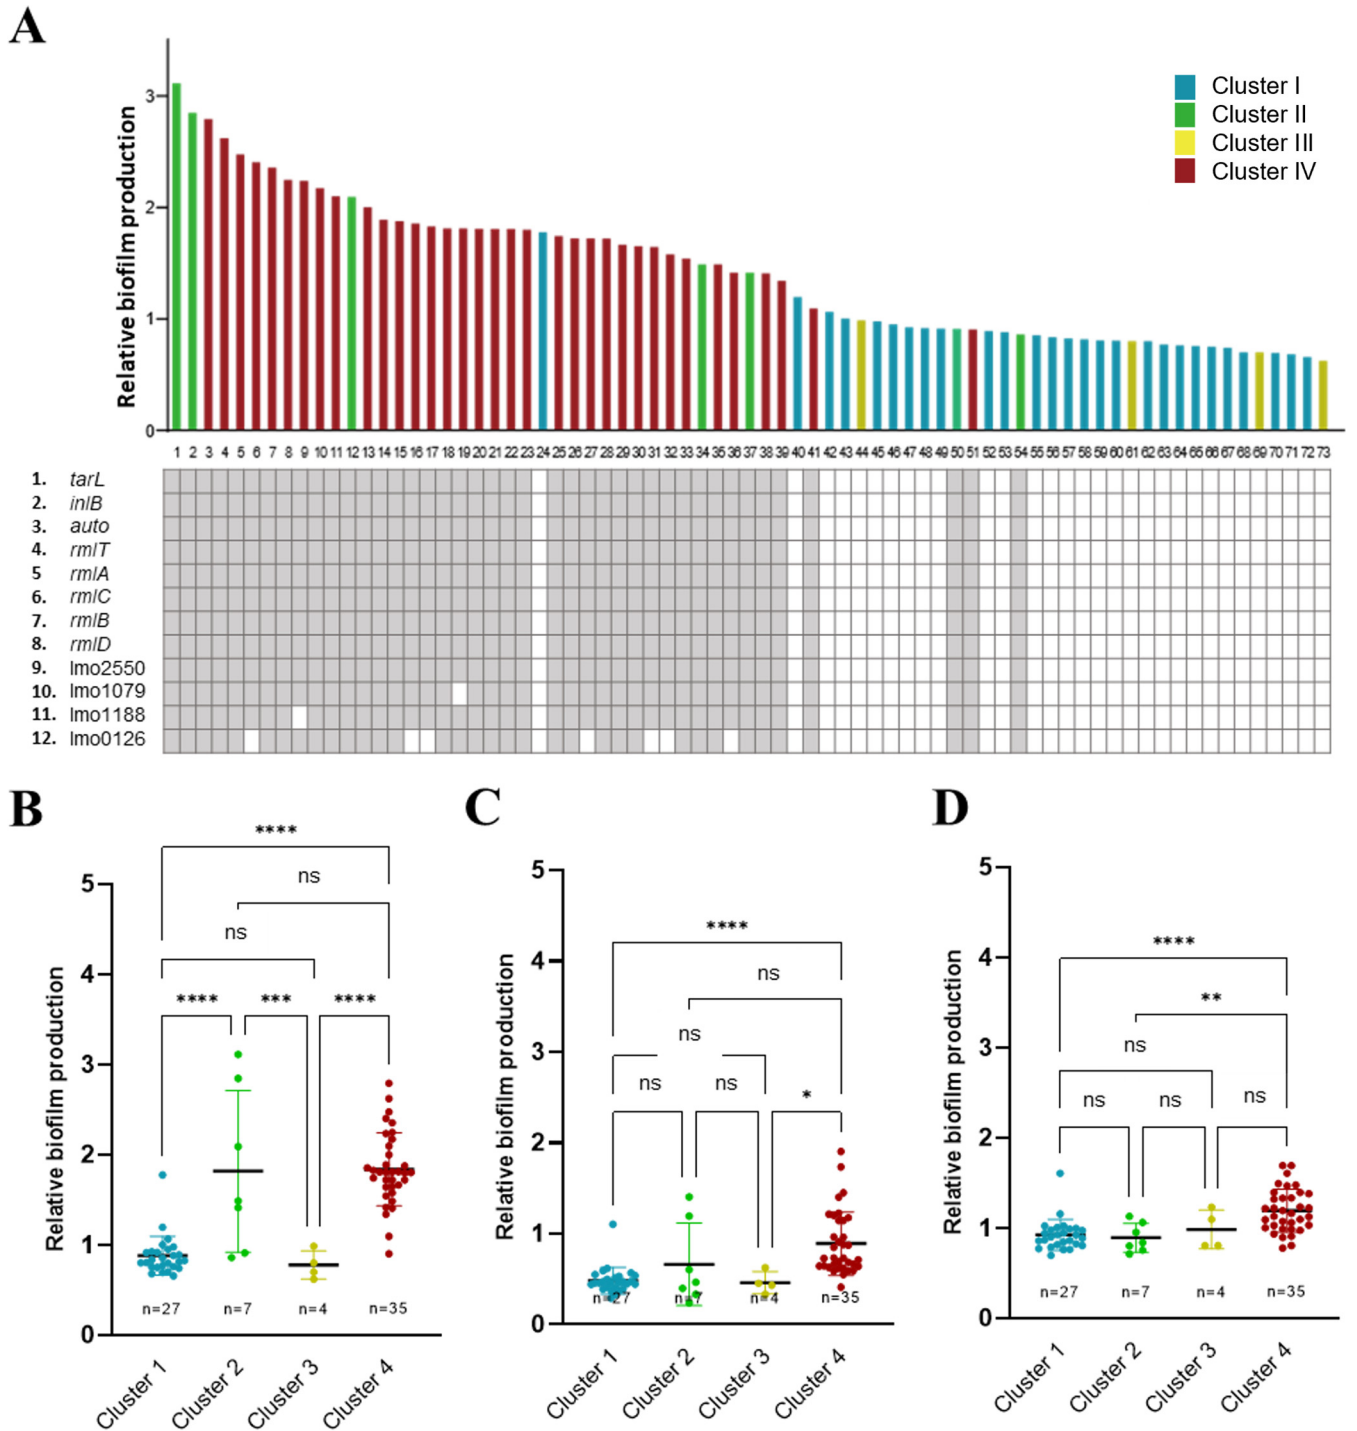 A
Relative biofilm production
3
2
1
0
Cluster I
Cluster II
Cluster III
Cluster IV
1 2 3 4 5 6 7 8 9 10 11 12 13 14 15 16 17 18 19 20 21 22 23 24 25 26 27 28 29 30 31 32 33 34 35 36 37 38 39 40 41 42 43 44 45 46 47 48 49 50 51 52 53 54 55 56 57 58 59 60 61 62 63 64 65 66 67 68 69 70 71 72 73
1. tarL
2. inlB
3. auto
4. rmlT
5 rmlA
6. rmlC
7. rmlB
8. rmlD
9. lmo2550
10. lmo1079
11. lmo1188
12. lmo0126
B
Relative biofilm production
5
4
3
2
1
0
****
ns
ns
**** *** ****
n=27 n=7 n=4 n=35
Cluster 1
Cluster 2
Cluster 3
Cluster 4
C
Relative biofilm production
5
4
3
2
1
0
****
ns
ns
ns ns *
n=27 n=7 n=4 n=35
Cluster 1
Cluster 2
Cluster 3
Cluster 4
D
Relative biofilm production
5
4
3
2
1
0
****
**
ns
ns ns ns
n=27 n=7 n=4 n=35
Cluster 1
Cluster 2
Cluster 3
Cluster 4